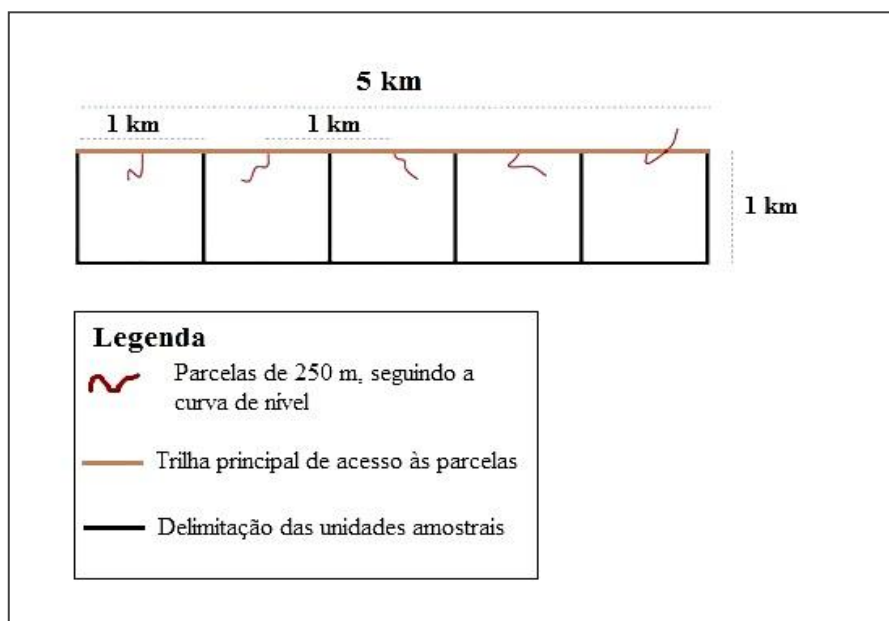 5 km
1 km
1 km
1 km
Legenda
Parcelas de 250 m, seguindo a
curva de nível
Trilha principal de acesso às parcelas
Delimitação das unidades amostrais